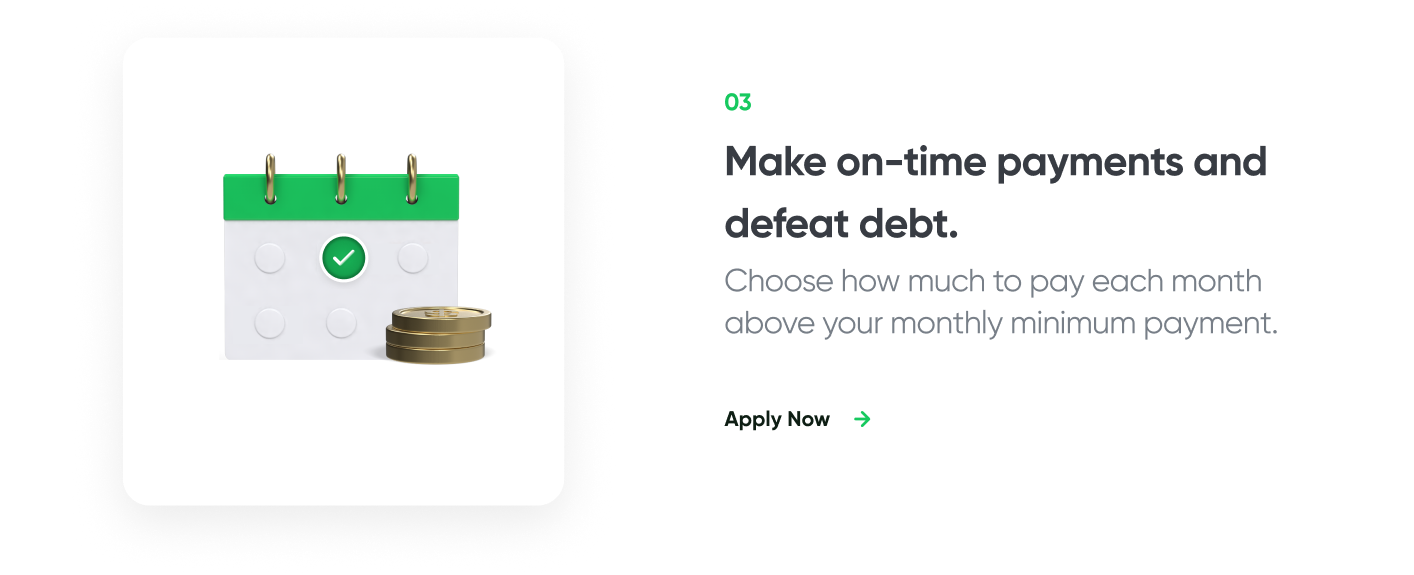 03
Make on-time payments and
defeat debt.
Choose how much to pay each month
above your monthly minimum payment.
Apply Now